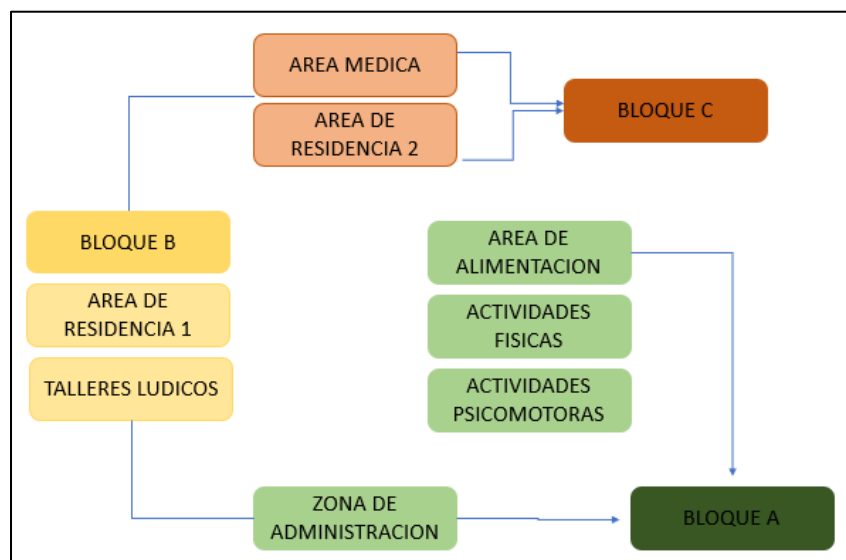 AREA MEDICA
AREA DE
RESIDENCIA 2
BLOQUE C
BLOQUE B
AREA DE
RESIDENCIA 1
TALLERES LUDICOS
AREA DE
ALIMENTACION
ACTIVIDADES
FISICAS
ACTIVIDADES
PSICOMOTORAS
ZONA DE
ADMINISTRACION
BLOQUE A